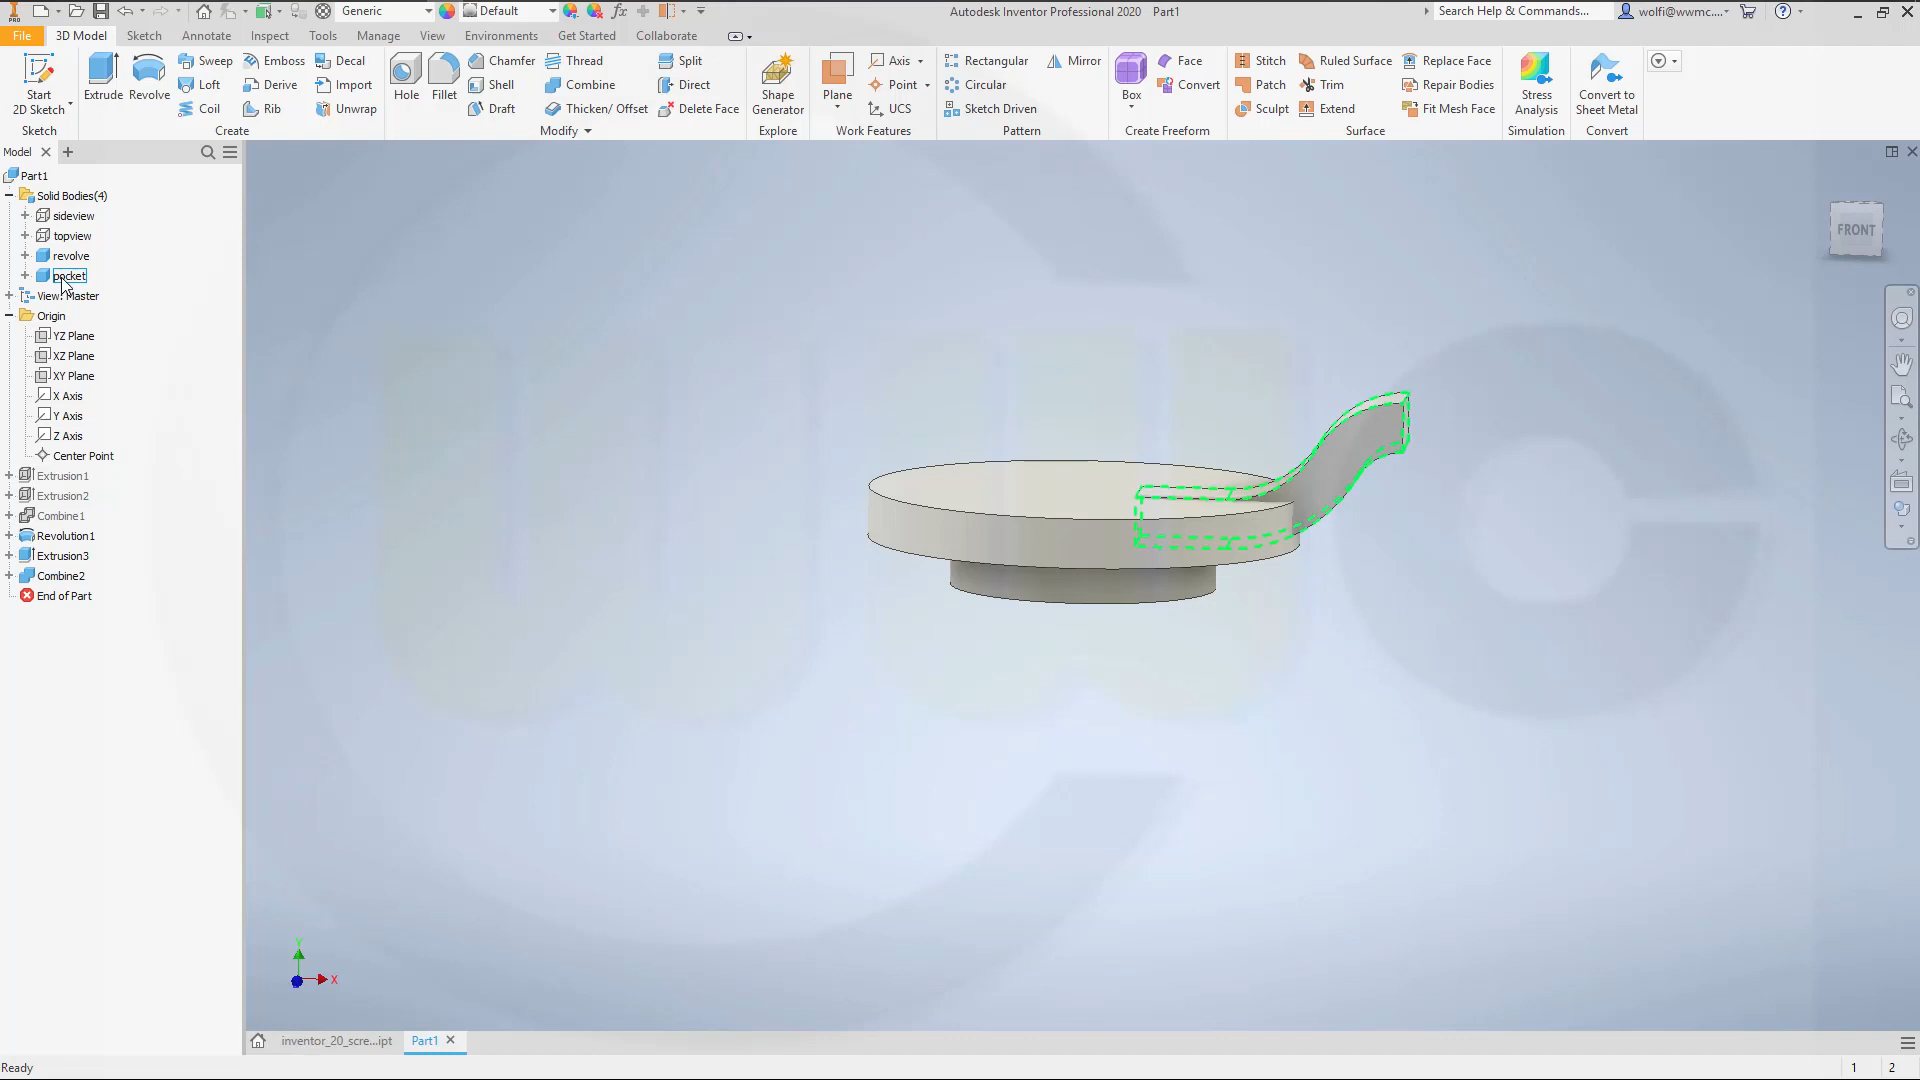 Generic
Default
fx
Autodesk Inventor Professional 2020 Part1
Search Help & Commands...
wolfi@wwmc....
File
3D Model
Sketch
Annotate
Inspect
Tools
Manage
View
Environments
Get Started
Collaborate
Start
2D Sketch
Extrude
Revolve
Sweep
Loft
Coil
Emboss
Derive
Rib
Decal
Import
Unwrap
Hole
Fillet
Chamfer
Shell
Draft
Thread
Combine
Thicken/ Offset
Split
Direct
Delete Face
Shape
Generator
Plane
Axis
Point
UCS
Rectangular
Circular
Sketch Driven
Mirror
Box
Face
Convert
Stitch
Patch
Sculpt
Ruled Surface
Trim
Extend
Replace Face
Repair Bodies
Fit Mesh Face
Stress
Analysis
Convert to
Sheet Metal
Sketch
Create
Modify
Explore
Work Features
Pattern
Create Freeform
Surface
Simulation
Convert
Model
Part1
Solid Bodies(4)
sideview
topview
revolve
pocket
View: Master
Origin
YZ Plane
XZ Plane
XY Plane
X Axis
Y Axis
Z Axis
Center Point
Extrusion1
Extrusion2
Combine1
Revolution1
Extrusion3
Combine2
End of Part
FRONT
Y
X
inventor_20_scre...ipt
Part1
Ready
1
2